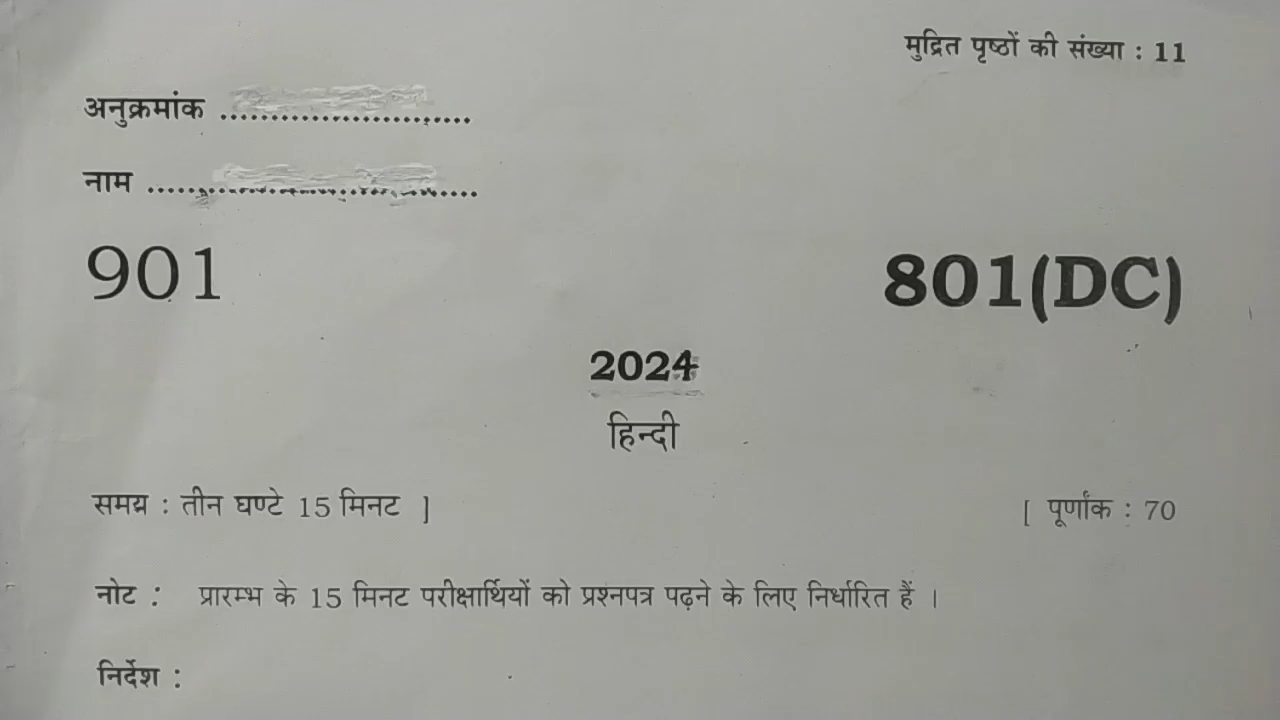 मुद्रित पृष्ठों की संख्या : 11
अनुक्रमांक ........................
नाम ................................
901
801(DC)
2024
हिन्दी
समय : तीन घण्टे 15 मिनट ]
[ पूर्णांक : 70
नोट : प्रारम्भ के 15 मिनट परीक्षार्थियों को प्रश्नपत्र पढ़ने के लिए निर्धारित हैं ।
निर्देश :